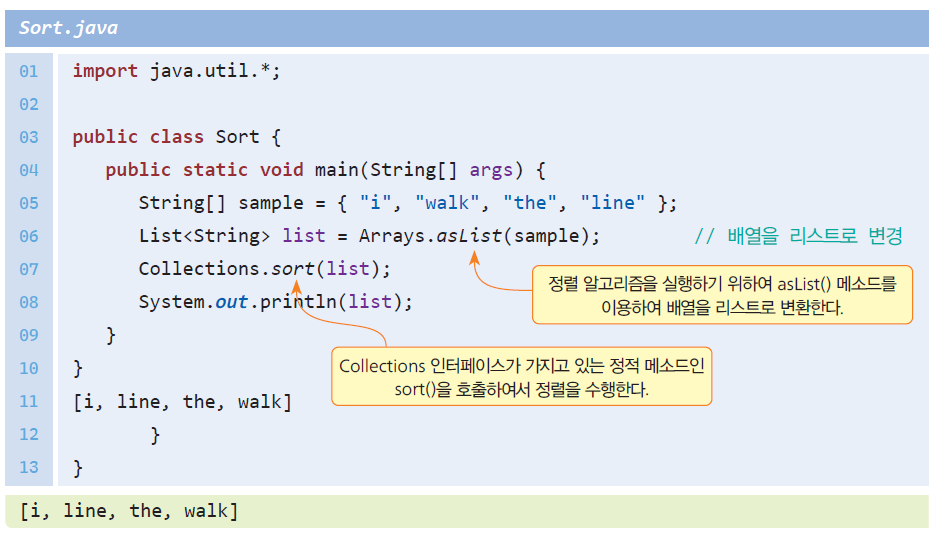 Sort.java
01 import java.util.*;
02
03 public class Sort {
04 public static void main(String[] args) {
05 String[] sample = { "i", "walk", "the", "line" };
06 List<String> list = Arrays.asList(sample); // 배열을 리스트로 변경
07 Collections.sort(list);
정렬 알고리즘을 실행하기 위하여 asList() 메소드를
이용하여 배열을 리스트로 변환한다.
08 System.out.println(list);
09 }
Collections 인터페이스가 가지고 있는 정적 메소드인
sort()을 호출하여서 정렬을 수행한다.
10 }
11 [i, line, the, walk]
12 }
13 }
[i, line, the, walk]